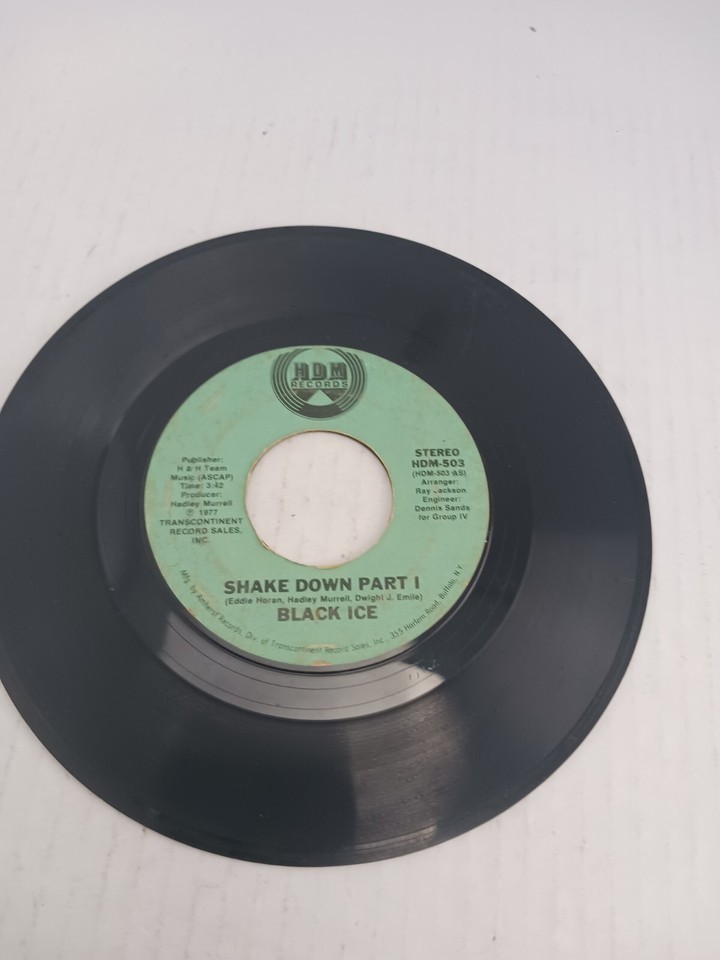 HDM
RECORDS
Publisher:
H & H Team
Music (ASCAP)
Time: 3:42
Producer:
Hadley Murrell
℗ 1977
TRANSCONTINENT
RECORD SALES,
INC.
STEREO
HDM-503
(HDM-503 AS)
Arranger:
Ray Jackson
Engineer:
Dennis Sands
for Group IV
SHAKE DOWN PART I
(Eddie Horan, Hadley Murrell, Dwight J. Emile)
BLACK ICE
Mfg. by Amherst Records, Div. of Transcontinent Record Sales, Inc., 355 Harlem Road, Buffalo, N.Y.